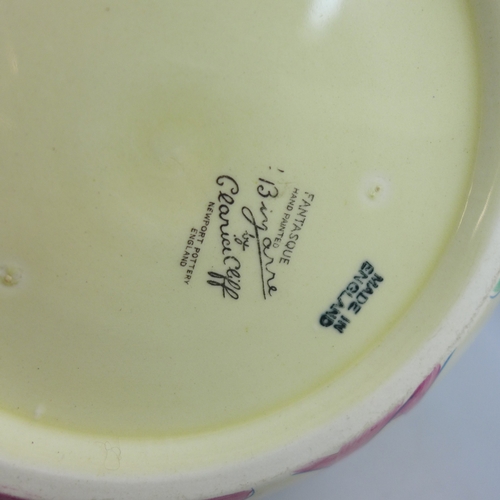 FANTASQUE
HAND PAINTED
Bizarre
by
Clarice Cliff
NEWPORT POTTERY
ENGLAND
MADE IN
ENGLAND